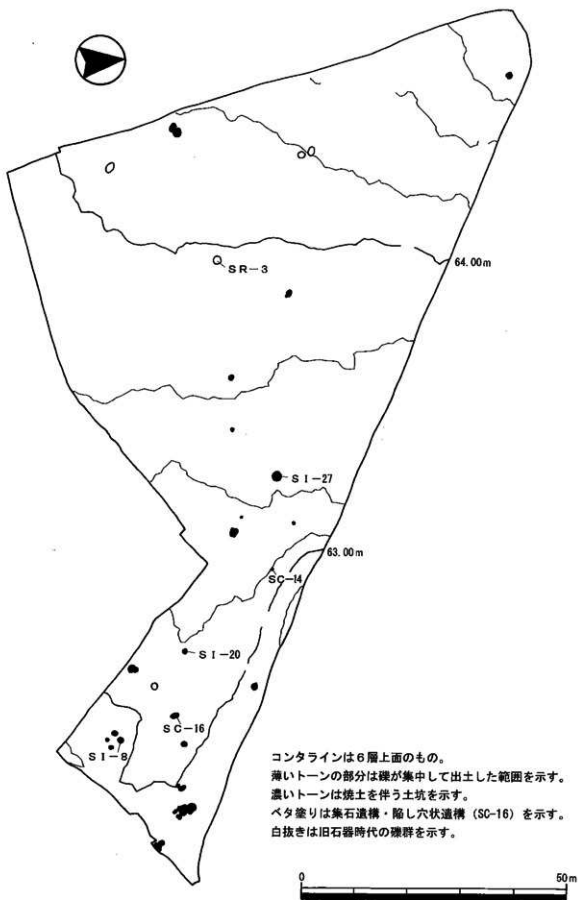 64.00m
SR-3
SI-27
63.00m
SC-14
SI-20
SC-16
SI-8
コンタラインは6層上面のもの。
薄いトーンの部分は礫が集中して出土した範囲を示す。
濃いトーンは焼土を伴う土坑を示す。
ベタ塗りは集石遺構・陥し穴状遺構（SC-16）を示す。
白抜きは旧石器時代の礫群を示す。
0 50m